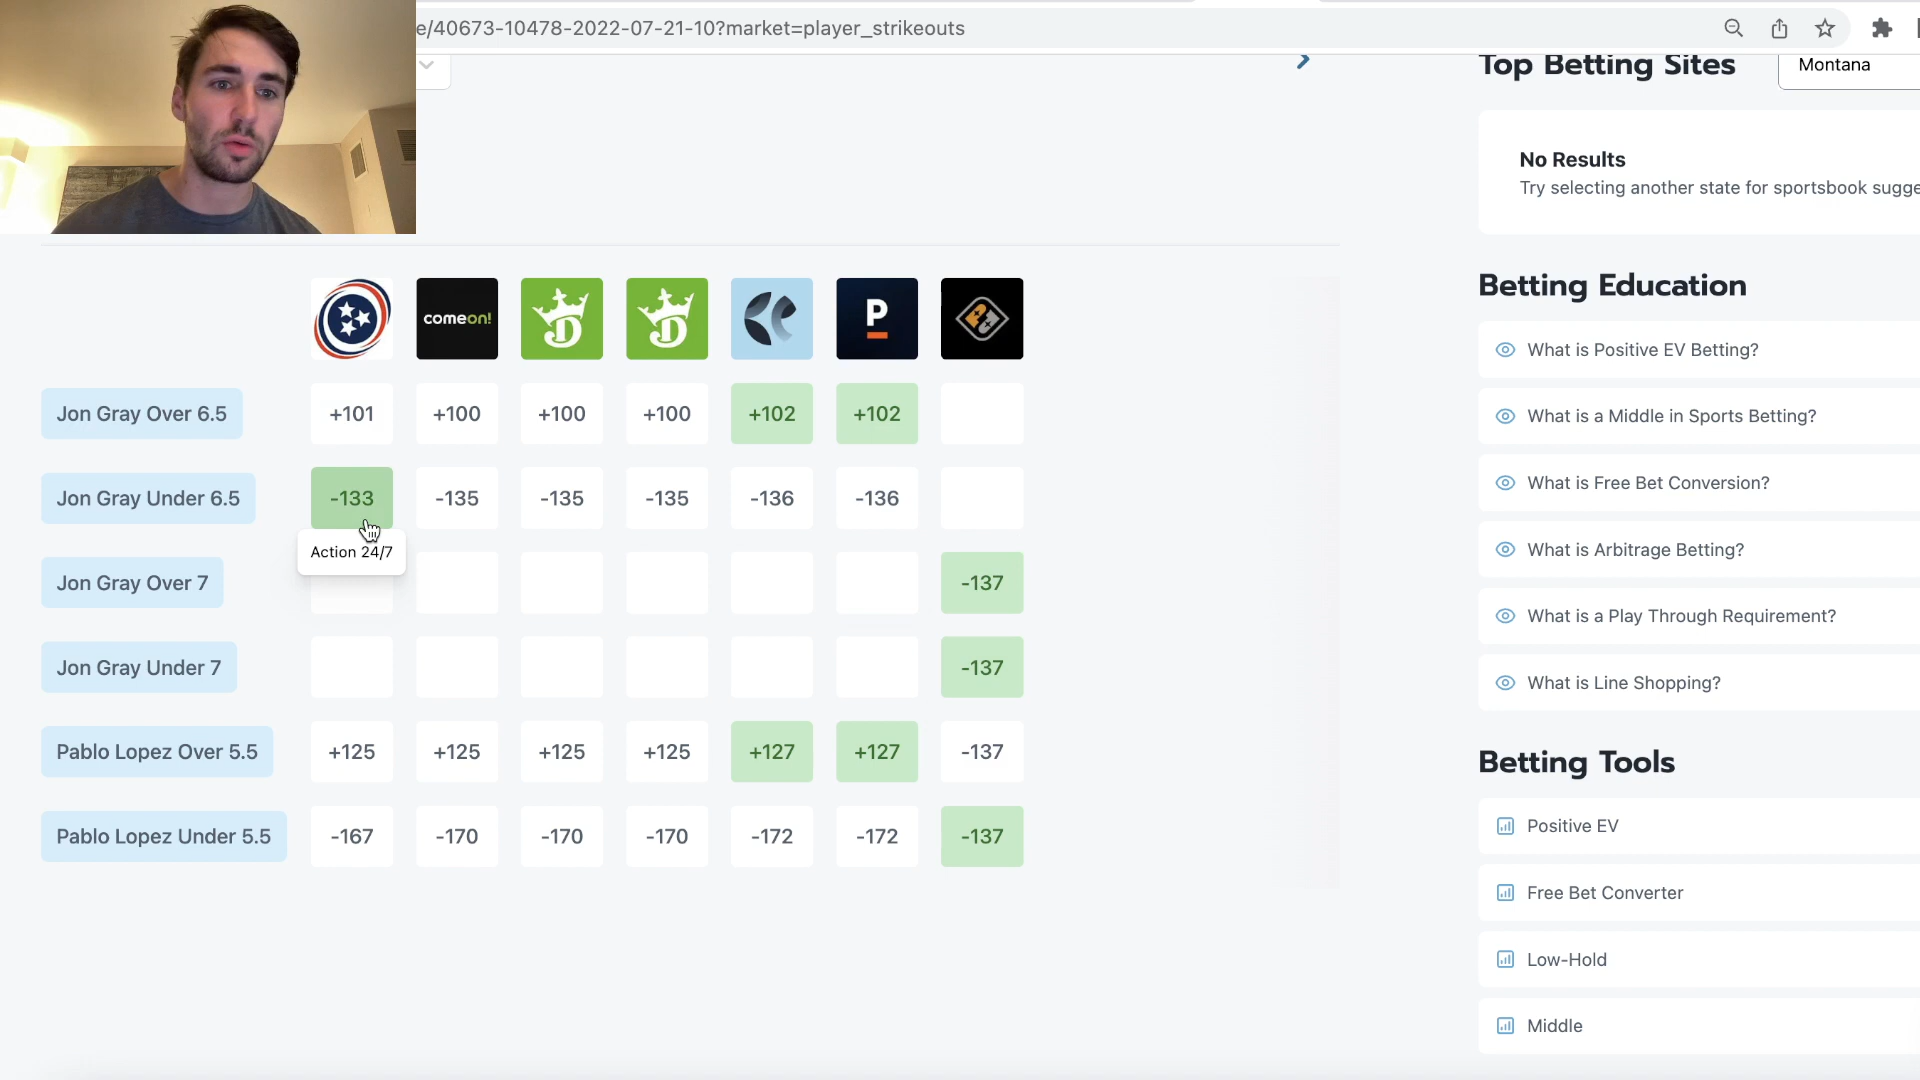 e/40673-10478-2022-07-21-10?market=player_strikeouts
Top Betting Sites
Montana
No Results
Try selecting another state for sportsbook sugge
comeon!
P
Jon Gray Over 6.5 +101 +100 +100 +100 +102 +102
Jon Gray Under 6.5 -133 -135 -135 -135 -136 -136
Action 24/7
Jon Gray Over 7 -137
Jon Gray Under 7 -137
Pablo Lopez Over 5.5 +125 +125 +125 +125 +127 +127 -137
Pablo Lopez Under 5.5 -167 -170 -170 -170 -172 -172 -137
Betting Education
What is Positive EV Betting?
What is a Middle in Sports Betting?
What is Free Bet Conversion?
What is Arbitrage Betting?
What is a Play Through Requirement?
What is Line Shopping?
Betting Tools
Positive EV
Free Bet Converter
Low-Hold
Middle